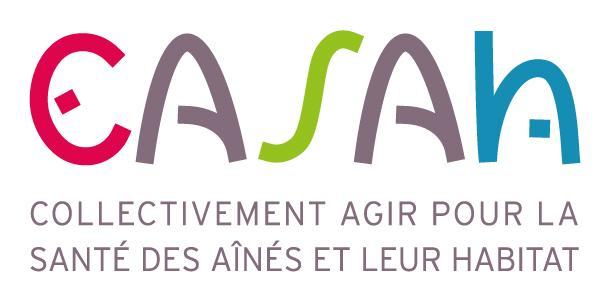 CASAh
COLLECTIVEMENT AGIR POUR LA
SANTÉ DES AÎNÉS ET LEUR HABITAT